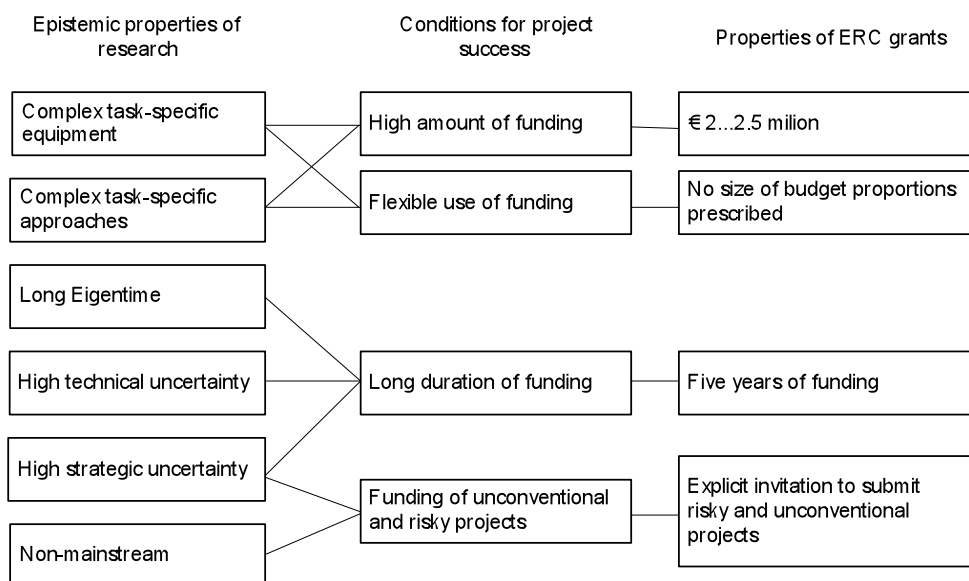 Epistemic properties of
research
Conditions for project
success
Properties of ERC grants
Complex task-specific
equipment
High amount of funding
€ 2...2.5 milion
Complex task-specific
approaches
Flexible use of funding
No size of budget proportions
prescribed
Long Eigentime
High technical uncertainty
Long duration of funding
Five years of funding
High strategic uncertainty
Funding of unconventional
and risky projects
Explicit invitation to submit
risky and unconventional
projects
Non-mainstream